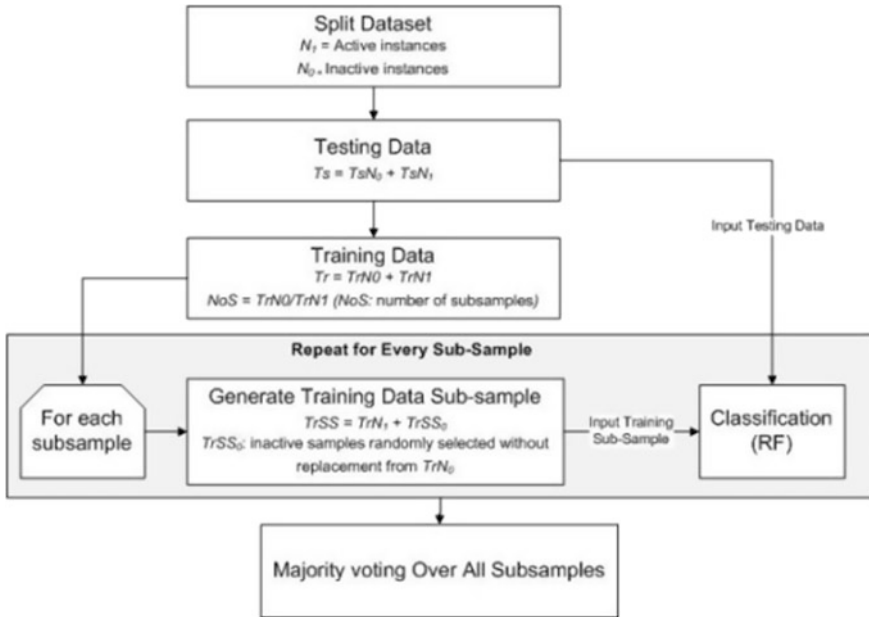 Split Dataset
N₁ = Active instances
N₀ = Inactive instances
Testing Data
Ts = TsN₀ + TsN₁
Input Testing Data
Training Data
Tr = TrN0 + TrN1
NoS = TrN0/TrN1 (NoS: number of subsamples)
Repeat for Every Sub-Sample
For each
subsample
Generate Training Data Sub-sample
TrSS = TrN₁ + TrSS₀
TrSS₀: inactive samples randomly selected without
replacement from TrN₀
Input Training
Sub-Sample
Classification
(RF)
Majority voting Over All Subsamples